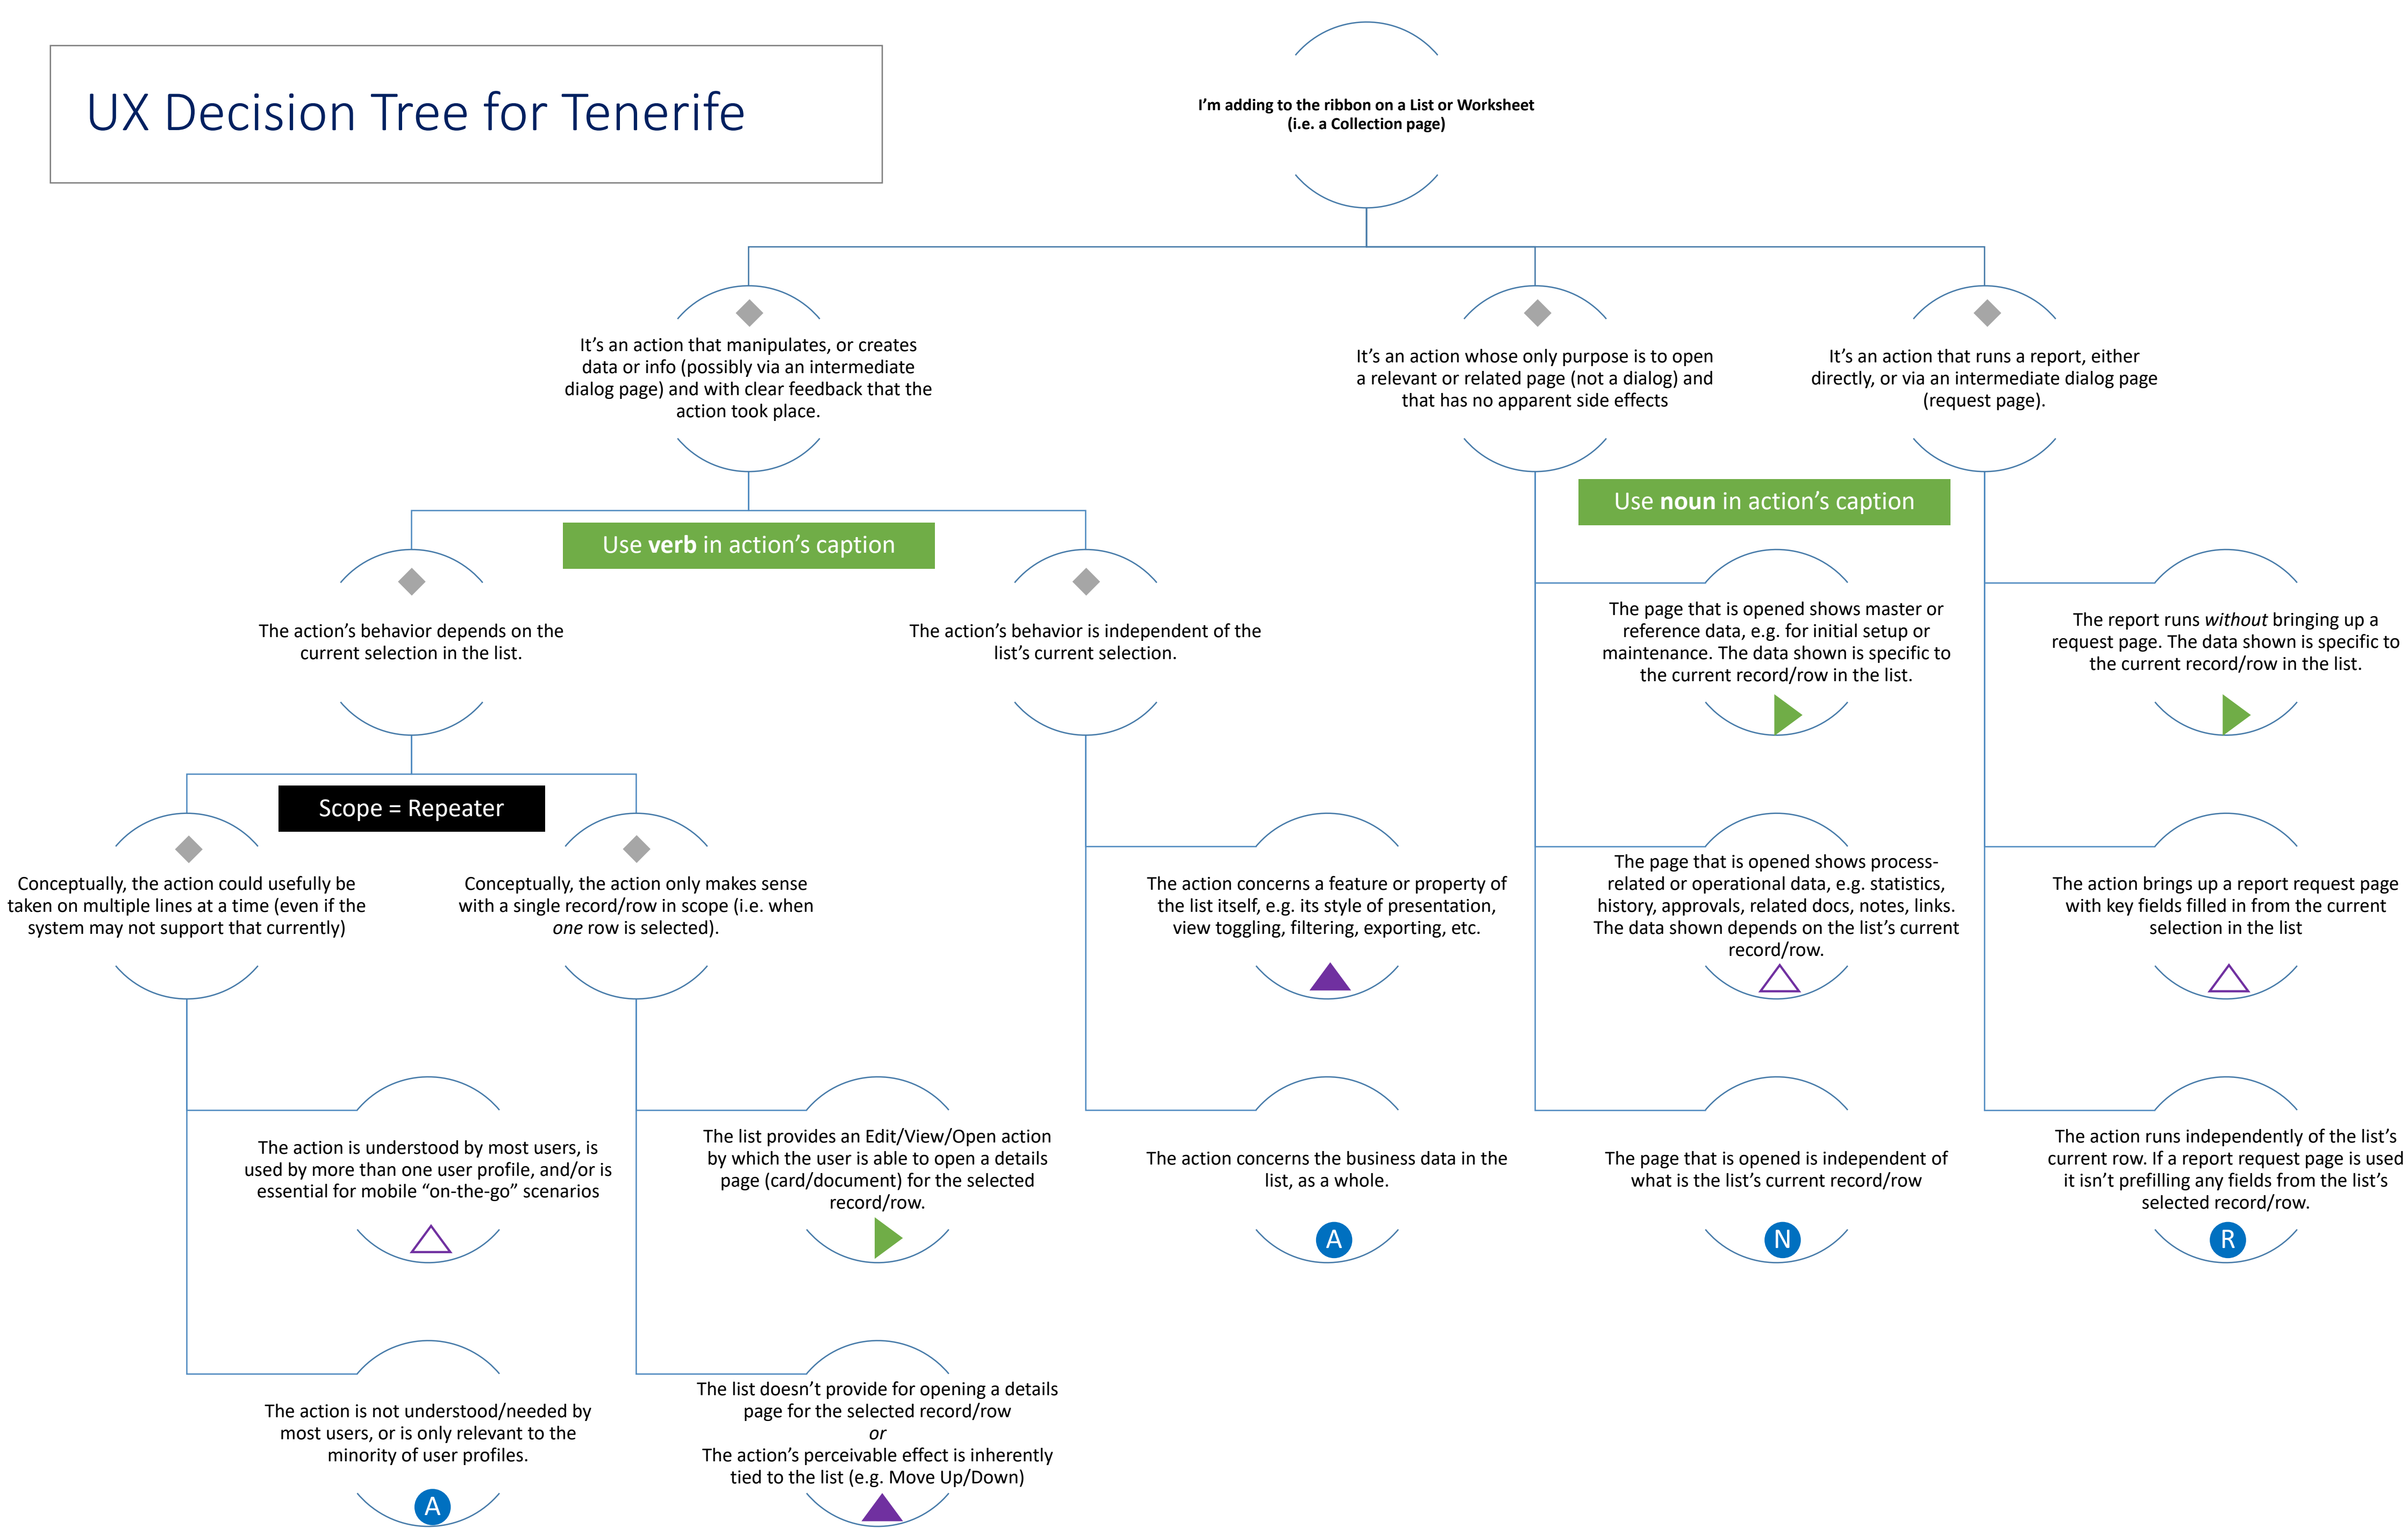 UX Decision Tree for Tenerife
I’m adding to the ribbon on a List or Worksheet
(i.e. a Collection page)
It’s an action that manipulates, or creates
data or info (possibly via an intermediate
dialog page) and with clear feedback that the
action took place.
It’s an action whose only purpose is to open
a relevant or related page (not a dialog) and
that has no apparent side effects
It’s an action that runs a report, either
directly, or via an intermediate dialog page
(request page).
Use verb in action’s caption
Use noun in action’s caption
The action’s behavior depends on the
current selection in the list.
The action’s behavior is independent of the
list’s current selection.
The page that is opened shows master or
reference data, e.g. for initial setup or
maintenance. The data shown is specific to
the current record/row in the list.
The report runs without bringing up a
request page. The data shown is specific to
the current record/row in the list.
Scope = Repeater
Conceptually, the action could usefully be
taken on multiple lines at a time (even if the
system may not support that currently)
Conceptually, the action only makes sense
with a single record/row in scope (i.e. when
one row is selected).
The action concerns a feature or property of
the list itself, e.g. its style of presentation,
view toggling, filtering, exporting, etc.
The page that is opened shows process-
related or operational data, e.g. statistics,
history, approvals, related docs, notes, links.
The data shown depends on the list’s current
record/row.
The action brings up a report request page
with key fields filled in from the current
selection in the list
The action is understood by most users, is
used by more than one user profile, and/or is
essential for mobile “on-the-go” scenarios
The list provides an Edit/View/Open action
by which the user is able to open a details
page (card/document) for the selected
record/row.
The action concerns the business data in the
list, as a whole.
A
The page that is opened is independent of
what is the list’s current record/row
N
The action runs independently of the list’s
current row. If a report request page is used
it isn’t prefilling any fields from the list’s
selected record/row.
R
The action is not understood/needed by
most users, or is only relevant to the
minority of user profiles.
A
The list doesn’t provide for opening a details
page for the selected record/row
or
The action’s perceivable effect is inherently
tied to the list (e.g. Move Up/Down)